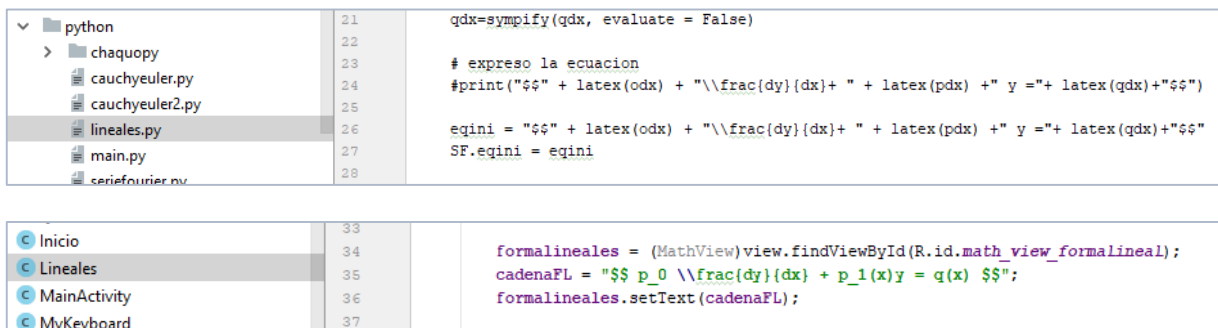 python
chaquopy
cauchyeuler.py
cauchyeuler2.py
lineales.py
main.py
seriefourier.py
21 qdx=sympify(qdx, evaluate = False)
22
23 # expreso la ecuacion
24 #print("$$" + latex(odx) + "\\frac{dy}{dx}+ " + latex(pdx) +" y ="+ latex(qdx)+"$$")
25
26 eqini = "$$" + latex(odx) + "\\frac{dy}{dx}+ " + latex(pdx) +" y ="+ latex(qdx)+"$$"
27 SF.eqini = eqini
28
Inicio
Lineales
MainActivity
MyKeyboard
33
34 formalineales = (MathView)view.findViewById(R.id.math_view_formalineal);
35 cadenaFL = "$$ p_0 \\frac{dy}{dx} + p_1(x)y = q(x) $$";
36 formalineales.setText(cadenaFL);
37